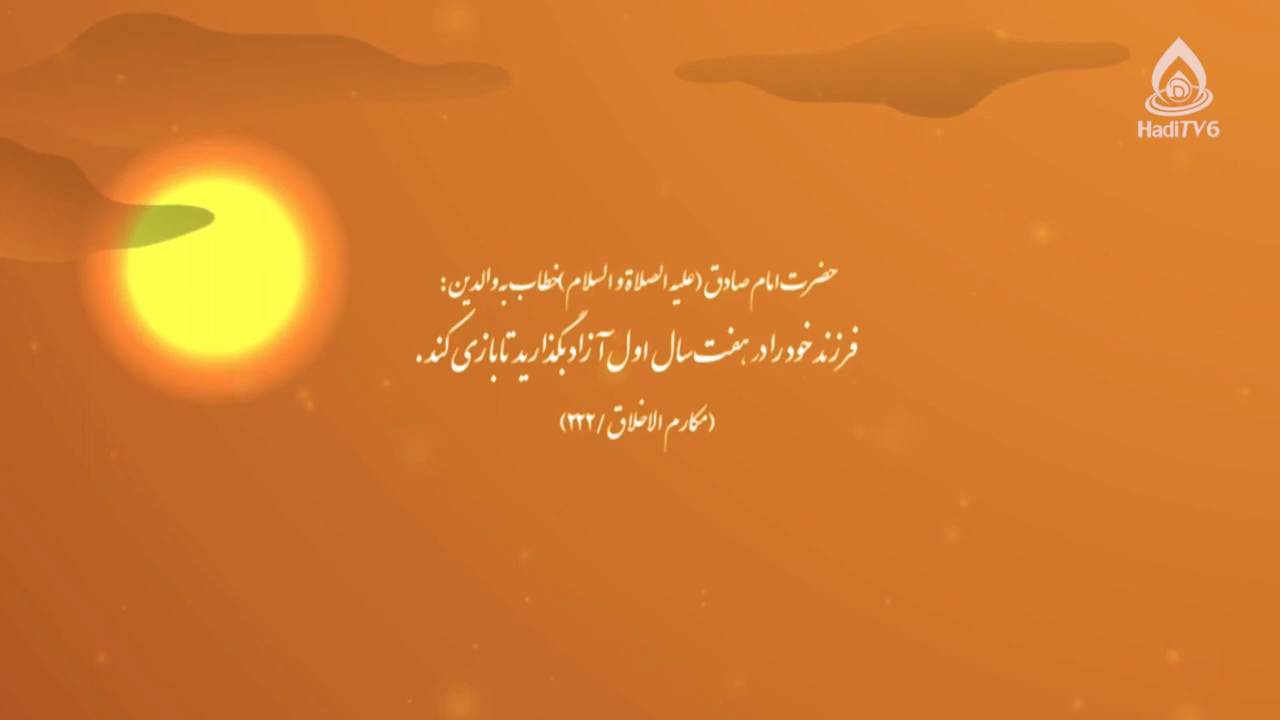 HadiTV6
حضرت امام صادق (علیه الصلاة و السلام) خطاب به والدین :
فرزند خود را در هفت سال اول آزاد بگذارید تا بازی کند .
(مکارم الاخلاق / ۲۲۲)